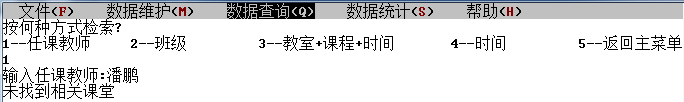 文件(F) 数据维护(M) 数据查询(Q) 数据统计(S) 帮助(H)
按何种方式检索?
1--任课教师 2--班级 3--教室+课程+时间 4--时间 5--返回主菜单
1
输入任课教师:潘鹏
未找到相关课堂